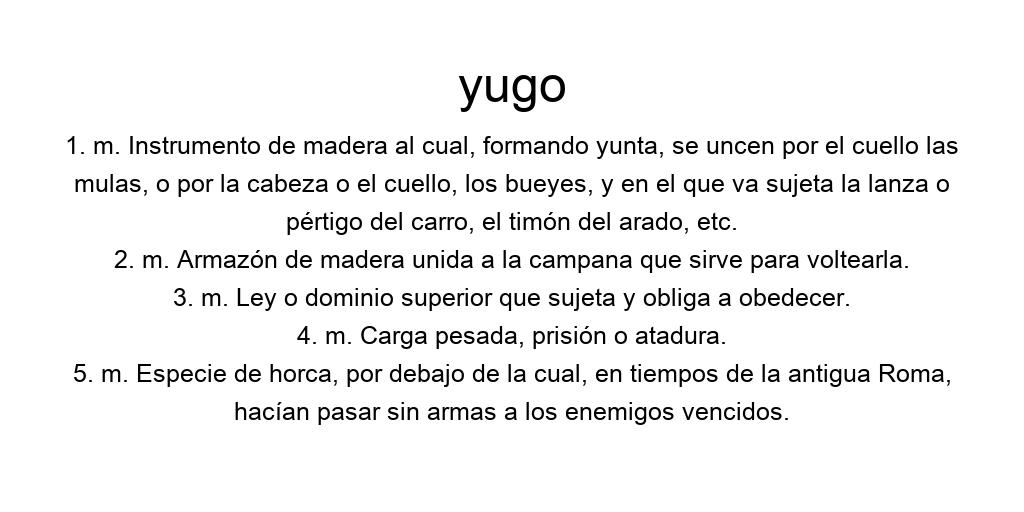 yugo
1. m. Instrumento de madera al cual, formando yunta, se uncen por el cuello las
mulas, o por la cabeza o el cuello, los bueyes, y en el que va sujeta la lanza o
pértigo del carro, el timón del arado, etc.
2. m. Armazón de madera unida a la campana que sirve para voltearla.
3. m. Ley o dominio superior que sujeta y obliga a obedecer.
4. m. Carga pesada, prisión o atadura.
5. m. Especie de horca, por debajo de la cual, en tiempos de la antigua Roma,
hacían pasar sin armas a los enemigos vencidos.